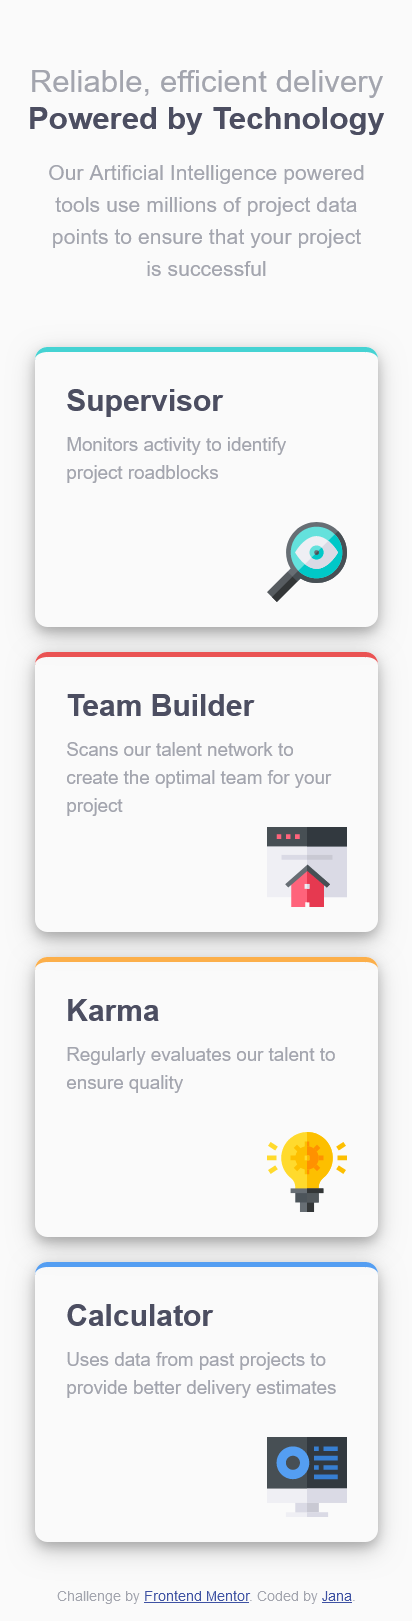 Reliable, efficient delivery
Powered by Technology
Our Artificial Intelligence powered
tools use millions of project data
points to ensure that your project
is successful
Supervisor
Monitors activity to identify
project roadblocks
Team Builder
Scans our talent network to
create the optimal team for your
project
Karma
Regularly evaluates our talent to
ensure quality
Calculator
Uses data from past projects to
provide better delivery estimates
Challenge by Frontend Mentor. Coded by Jana.